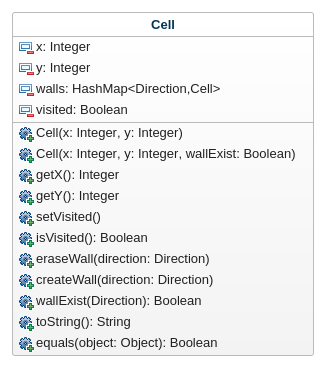 Cell
x: Integer
y: Integer
walls: HashMap<Direction,Cell>
visited: Boolean
Cell(x: Integer, y: Integer)
Cell(x: Integer, y: Integer, wallExist: Boolean)
getX(): Integer
getY(): Integer
setVisited()
isVisited(): Boolean
eraseWall(direction: Direction)
createWall(direction: Direction)
wallExist(Direction): Boolean
toString(): String
equals(object: Object): Boolean